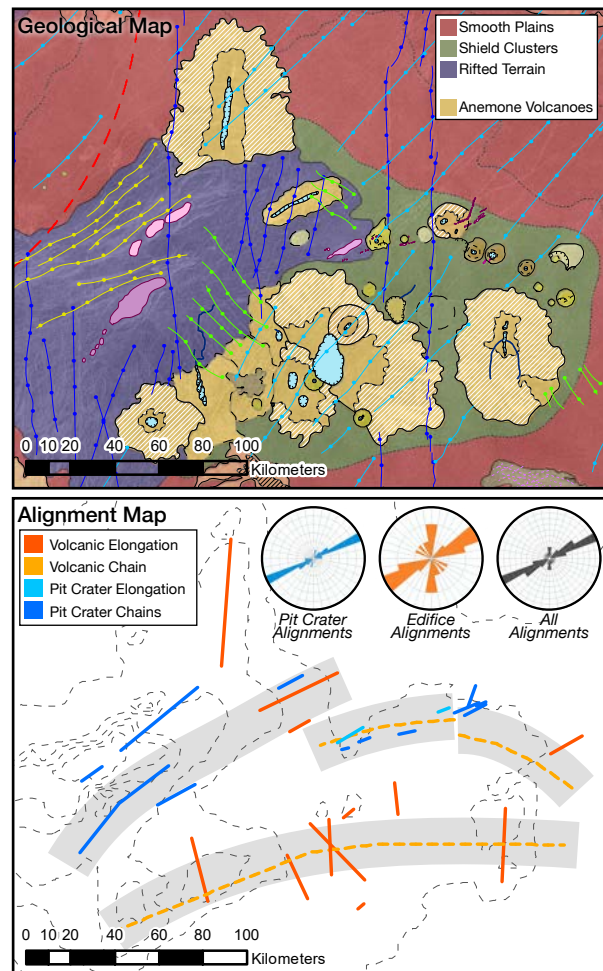 Geological Map
Smooth Plains
Shield Clusters
Rifted Terrain
Anemone Volcanoes
0 10 20 40 60 80 100
Kilometers
Alignment Map
Volcanic Elongation
Volcanic Chain
Pit Crater Elongation
Pit Crater Chains
Pit Crater
Alignments
Edifice
Alignments
All
Alignments
0 10 20 40 60 80 100
Kilometers